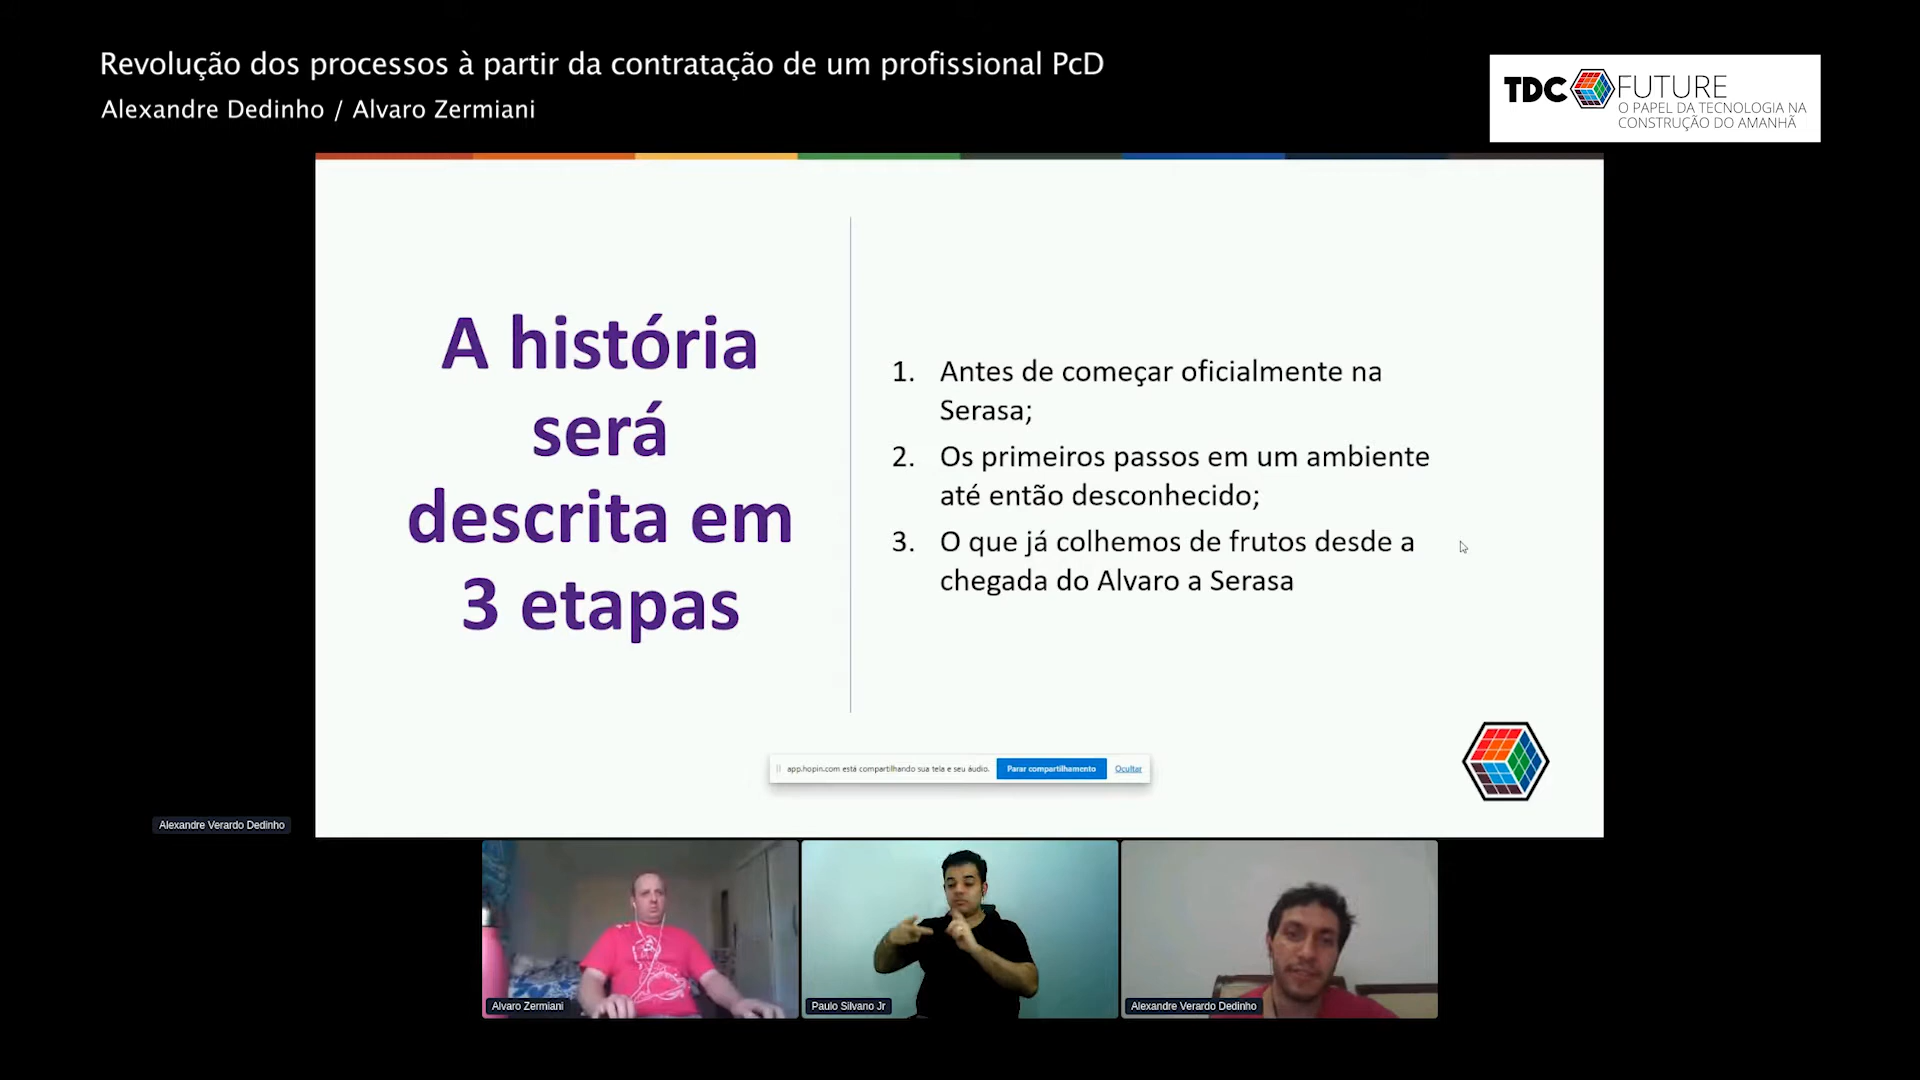 Revolução dos processos à partir da contratação de um profissional PcD
Alexandre Dedinho / Alvaro Zermiani
TDC FUTURE
O PAPEL DA TECNOLOGIA NA
CONSTRUÇÃO DO AMANHÃ
A história
será
descrita em
3 etapas
1. Antes de começar oficialmente na
Serasa;
2. Os primeiros passos em um ambiente
até então desconhecido;
3. O que já colhemos de frutos desde a
chegada do Alvaro a Serasa
app.hopin.com está compartilhando sua tela e seu áudio. Parar compartilhamento Ocultar
Alexandre Verardo Dedinho
Alvaro Zermiani
Paulo Silvano Jr
Alexandre Verardo Dedinho